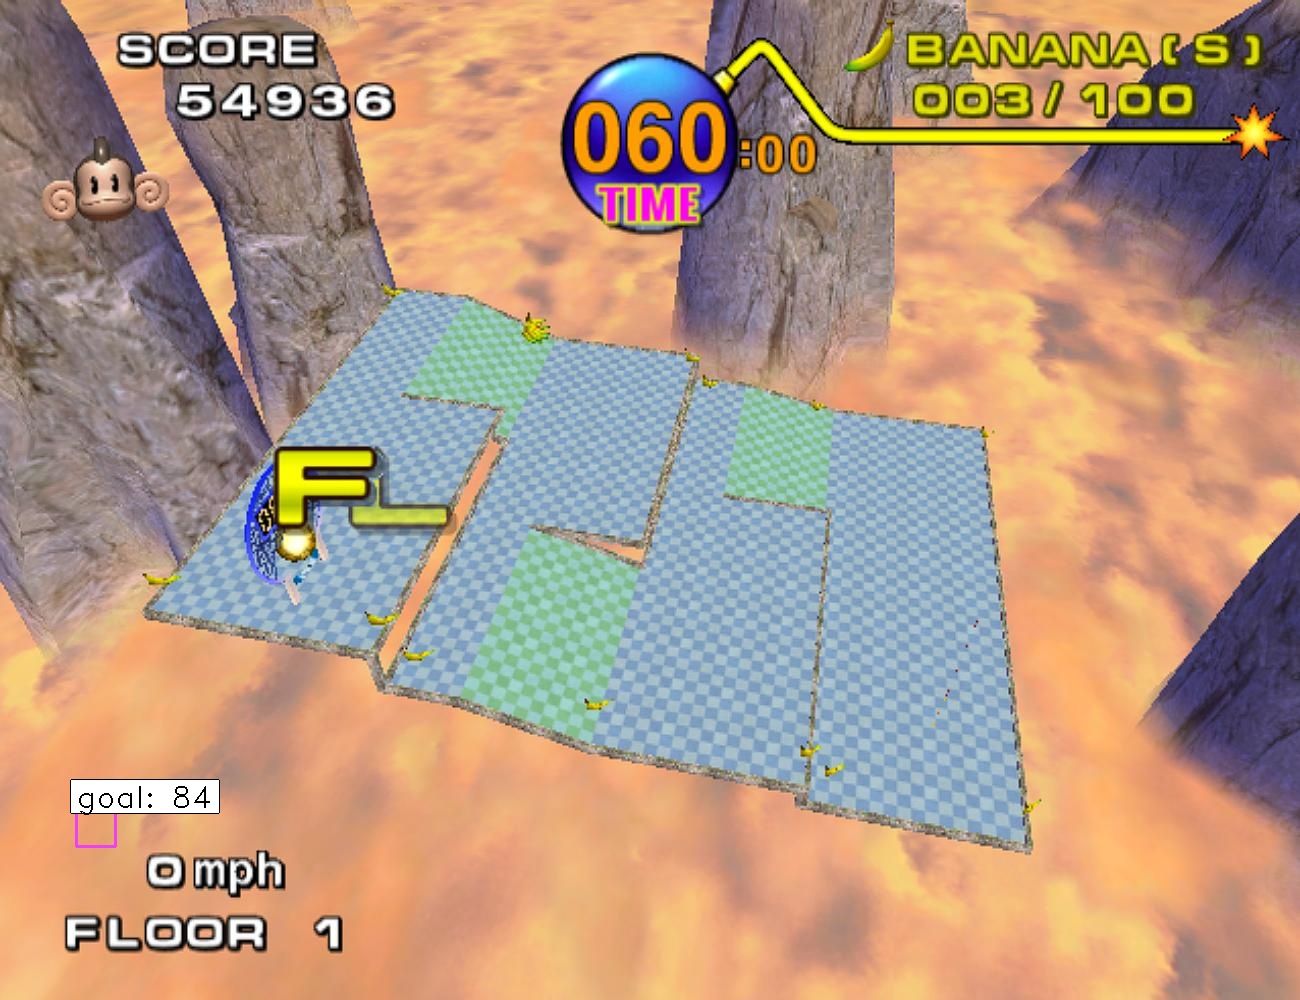 SCORE
54936
060:00
TIME
BANANA(S)
003/100
FL
goal: 84
0 mph
FLOOR 1